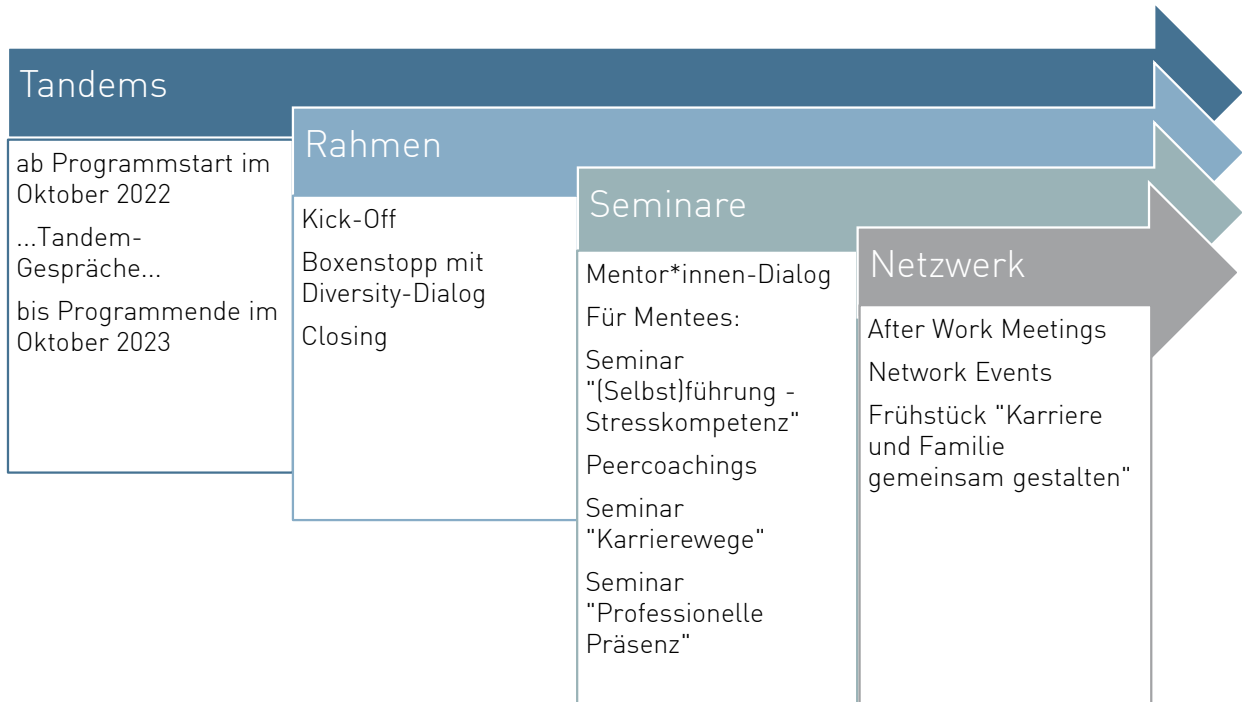 Tandems
ab Programmstart im
Oktober 2022
...Tandem-
Gespräche...
bis Programmende im
Oktober 2023
Rahmen
Kick-Off
Boxenstopp mit
Diversity-Dialog
Closing
Seminare
Mentor*innen-Dialog
Für Mentees:
Seminar
"(Selbst)führung -
Stresskompetenz"
Peercoachings
Seminar
"Karrierewege"
Seminar
"Professionelle
Präsenz"
Netzwerk
After Work Meetings
Network Events
Frühstück "Karriere
und Familie
gemeinsam gestalten"